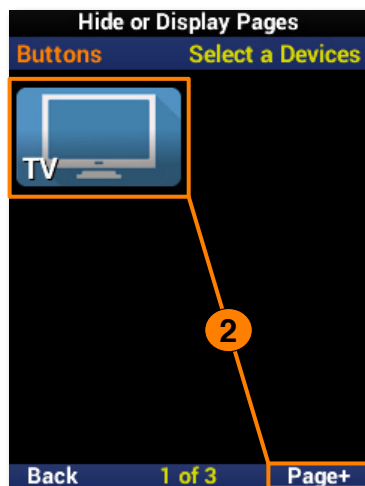 Hide or Display Pages
Buttons Select a Devices
TV
2
Back 1 of 3 Page+